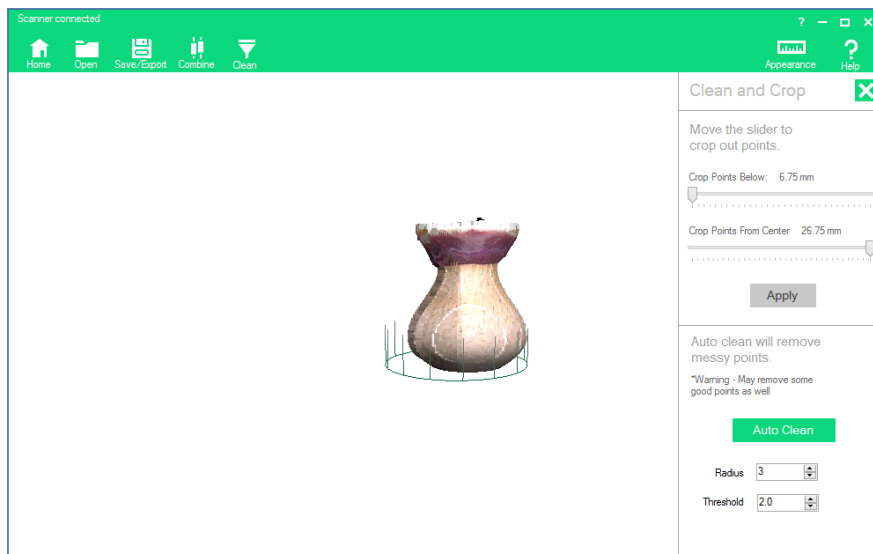 Scanner connected
?
Home
Open
Save/Export
Combine
Clean
Appearance
?
Help
Clean and Crop
Move the slider to
crop out points.
Crop Points Below: 6.75 mm
Crop Points From Center 26.75 mm
Apply
Auto clean will remove
messy points.
*Warning - May remove some
good points as well
Auto Clean
Radius 3
Threshold 2.0